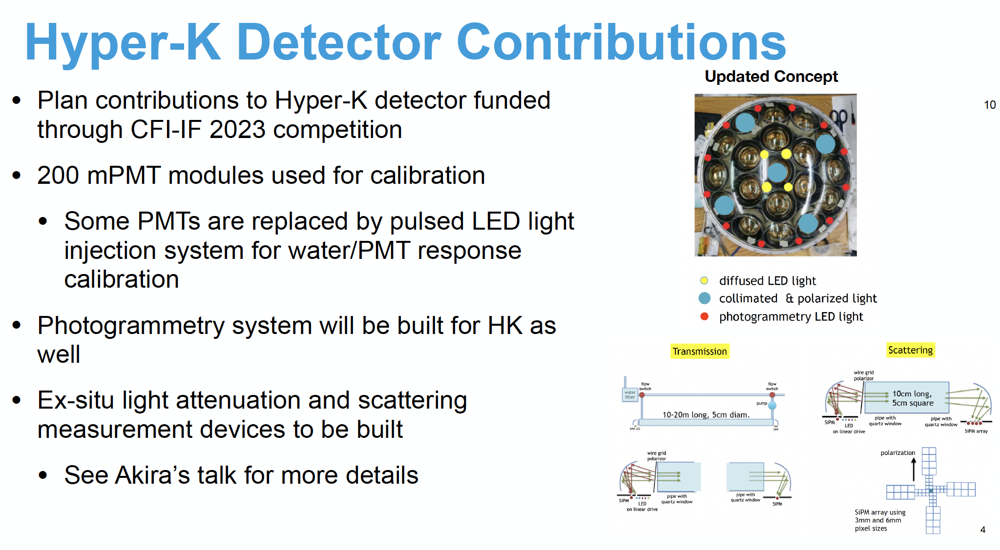 Hyper-K Detector Contributions
• Plan contributions to Hyper-K detector funded
through CFI-IF 2023 competition
• 200 mPMT modules used for calibration
• Some PMTs are replaced by pulsed LED light
injection system for water/PMT response
calibration
• Photogrammetry system will be built for HK as
well
• Ex-situ light attenuation and scattering
measurement devices to be built
• See Akira’s talk for more details
Updated Concept
10
diffused LED light
collimated & polarized light
photogrammetry LED light
Transmission
water
filter
flow
switch
flow
switch
pump
10-20m long, 5cm diam.
SiPM LED
SiPM
Scattering
wire grid
polarizor
10cm long,
5cm square
SiPM
LED
on linear drive
pipe with
quartz window
pipe with
quartz window
SiPM array
wire grid
polarizor
SiPM
LED
on linear drive
pipe with
quartz window
pipe with
quartz window
SiPM
polarization
SiPM array using
3mm and 6mm
pixel sizes
4